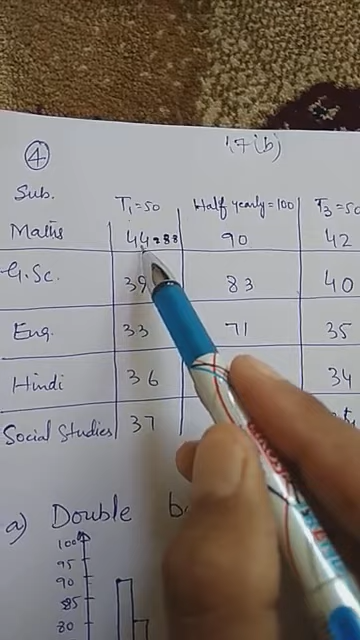 17(b)
4
Sub. T₁=50 Half yearly=100 T₃=50
Maths 44=88 90 42
G.Sc. 39 83 40
Eng. 33 71 35
Hindi 36 34
Social Studies 37
a) Double
100
95
90
85
80